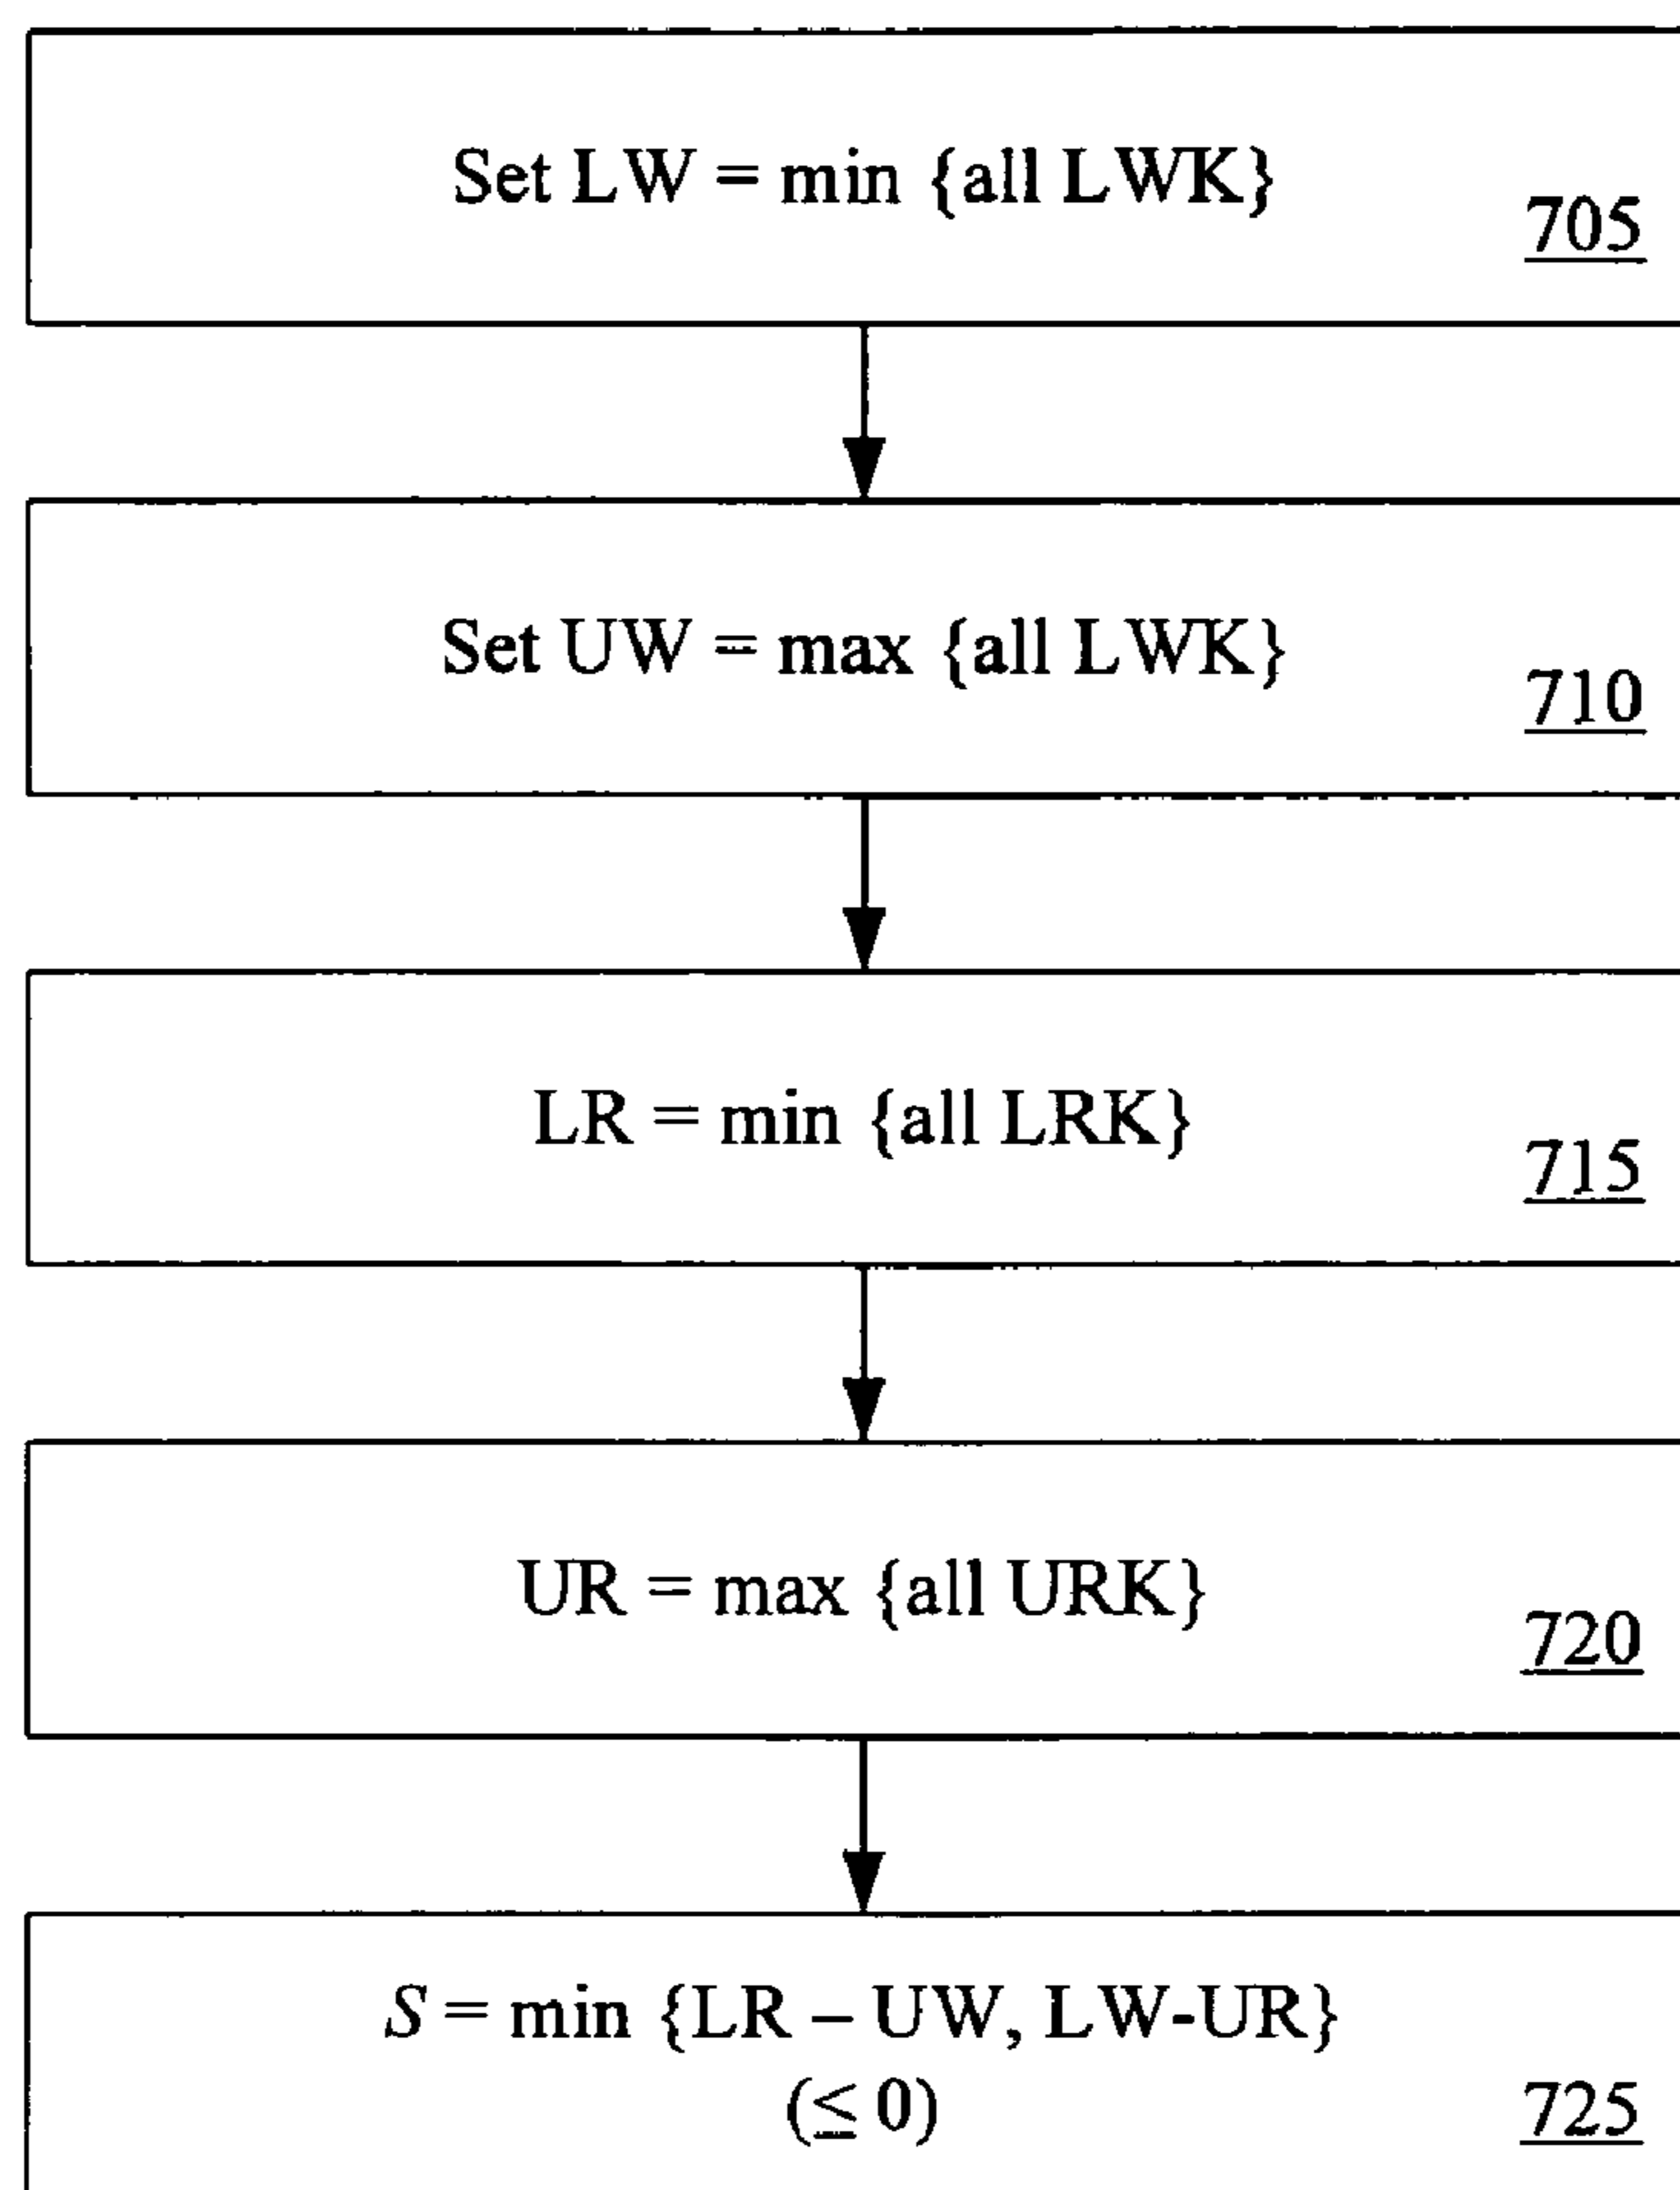 Set LW = min {all LWK}
705
Set UW = max {all LWK}
710
LR = min {all LRK}
715
UR = max {all URK}
720
S = min {LR – UW, LW-UR}
(≤ 0)
725